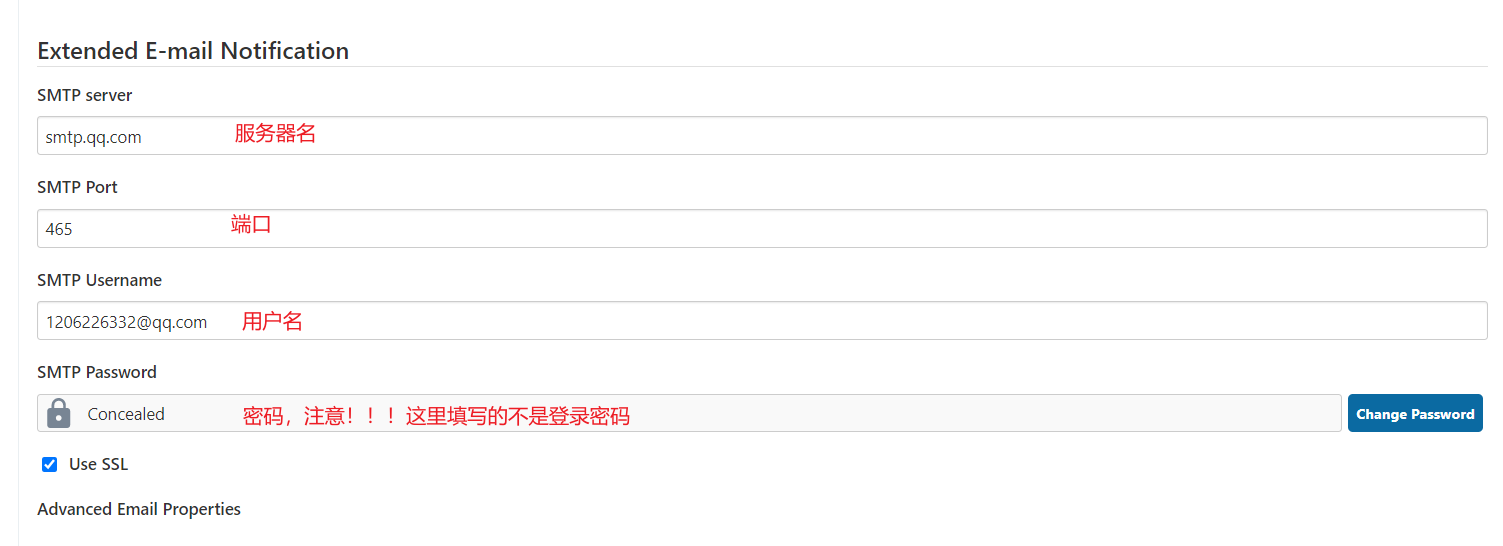 Extended E-mail Notification
SMTP server
smtp.qq.com 服务器名
SMTP Port
465 端口
SMTP Username
1206226332@qq.com 用户名
SMTP Password
Concealed 密码，注意！！！这里填写的不是登录密码 Change Password
Use SSL
Advanced Email Properties